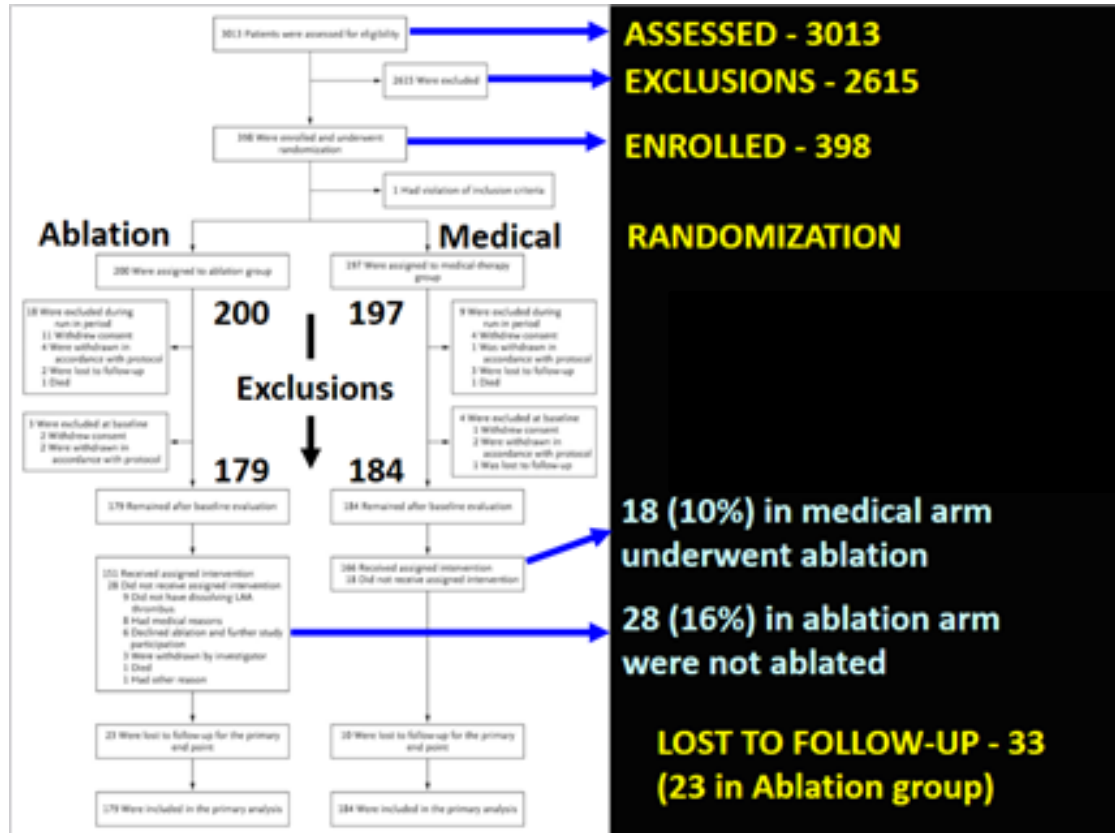 3013 Patients were assessed for eligibility
ASSESSED - 3013
2615 Were excluded
EXCLUSIONS - 2615
398 Were enrolled and underwent
randomization
ENROLLED - 398
1 Had violation of inclusion criteria
Ablation
Medical
RANDOMIZATION
200 Were assigned to ablation group
197 Were assigned to medical-therapy
group
200
197
18 Were excluded during
run in period
11 Withdrew consent
4 Were withdrawn in
accordance with protocol
2 Were lost to follow-up
1 Died
9 Were excluded during
run in period
4 Withdrew consent
1 Was withdrawn in
accordance with protocol
3 Were lost to follow-up
1 Died
Exclusions
3 Were excluded at baseline
2 Withdrew consent
2 Were withdrawn in
accordance with protocol
4 Were excluded at baseline
1 Withdrew consent
2 Were withdrawn in
accordance with protocol
1 Was lost to follow-up
179
184
179 Remained after baseline evaluation
184 Remained after baseline evaluation
18 (10%) in medical arm
underwent ablation
151 Received assigned intervention
28 Did not receive assigned intervention
9 Did not have dissolving LAA
thrombus
8 Had medical reasons
6 Declined ablation and further study
participation
3 Were withdrawn by investigator
1 Died
1 Had other reason
166 Received assigned intervention
18 Did not receive assigned intervention
28 (16%) in ablation arm
were not ablated
23 Were lost to follow-up for the primary
end point
10 Were lost to follow-up for the primary
end point
LOST TO FOLLOW-UP - 33
(23 in Ablation group)
179 Were included in the primary analysis
184 Were included in the primary analysis